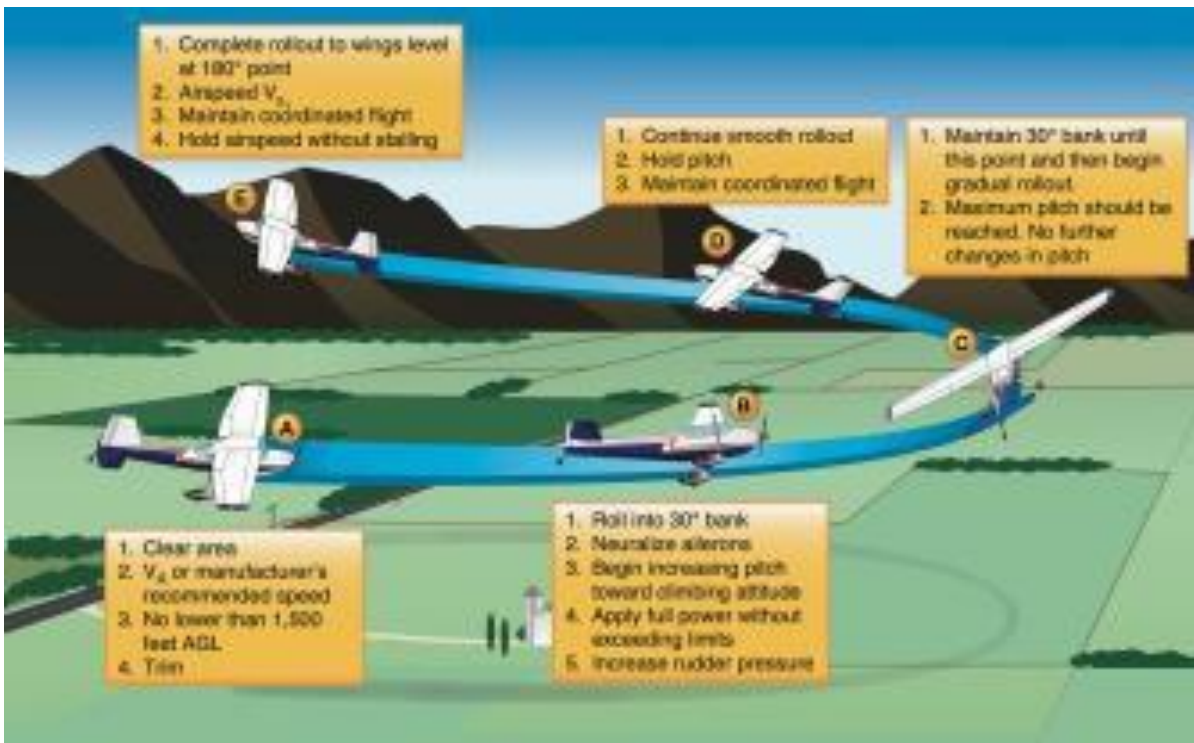 1. Complete rollout to wings level
at 180° point
2. Airspeed V
3. Maintain coordinated flight
4. Hold airspeed without stalling
1. Continue smooth rollout
2. Hold pitch
3. Maintain coordinated flight
1. Maintain 30° bank until
this point and then begin
gradual rollout
2. Maximum pitch should be
reached. No further
changes in pitch
E
D
C
A
B
1. Clear area
2. or manufacturer's
recommended speed
3. No lower than 1,500
feet AGL
4. Trim
1. Roll into 30° bank
2. Neuralize ailerons
3. Begin increasing pitch
toward climbing attitude
4. Apply full power without
exceeding limits
5. Increase rudder pressure